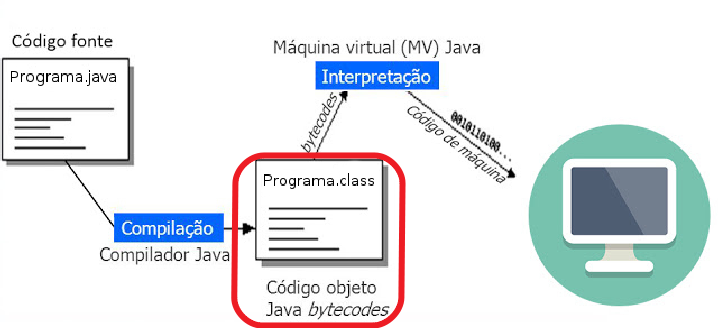 Código fonte
Programa.java
Compilação
Compilador Java
Programa.class
Código objeto
Java bytecodes
bytecodes
Máquina virtual (MV) Java
Interpretação
0010110100...
Código de máquina